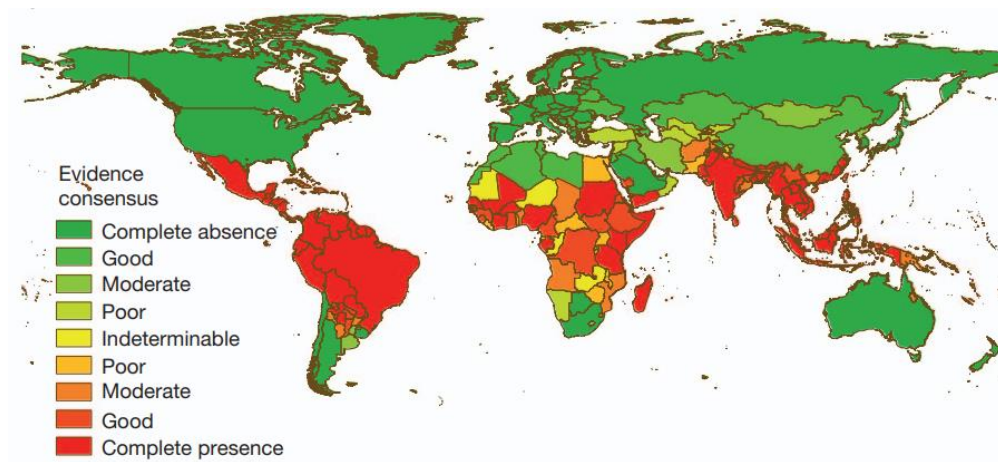 Evidence
consensus
Complete absence
Good
Moderate
Poor
Indeterminable
Poor
Moderate
Good
Complete presence